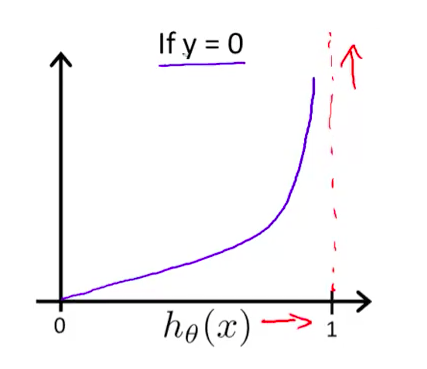 If y = 0
0
hθ(x)
1